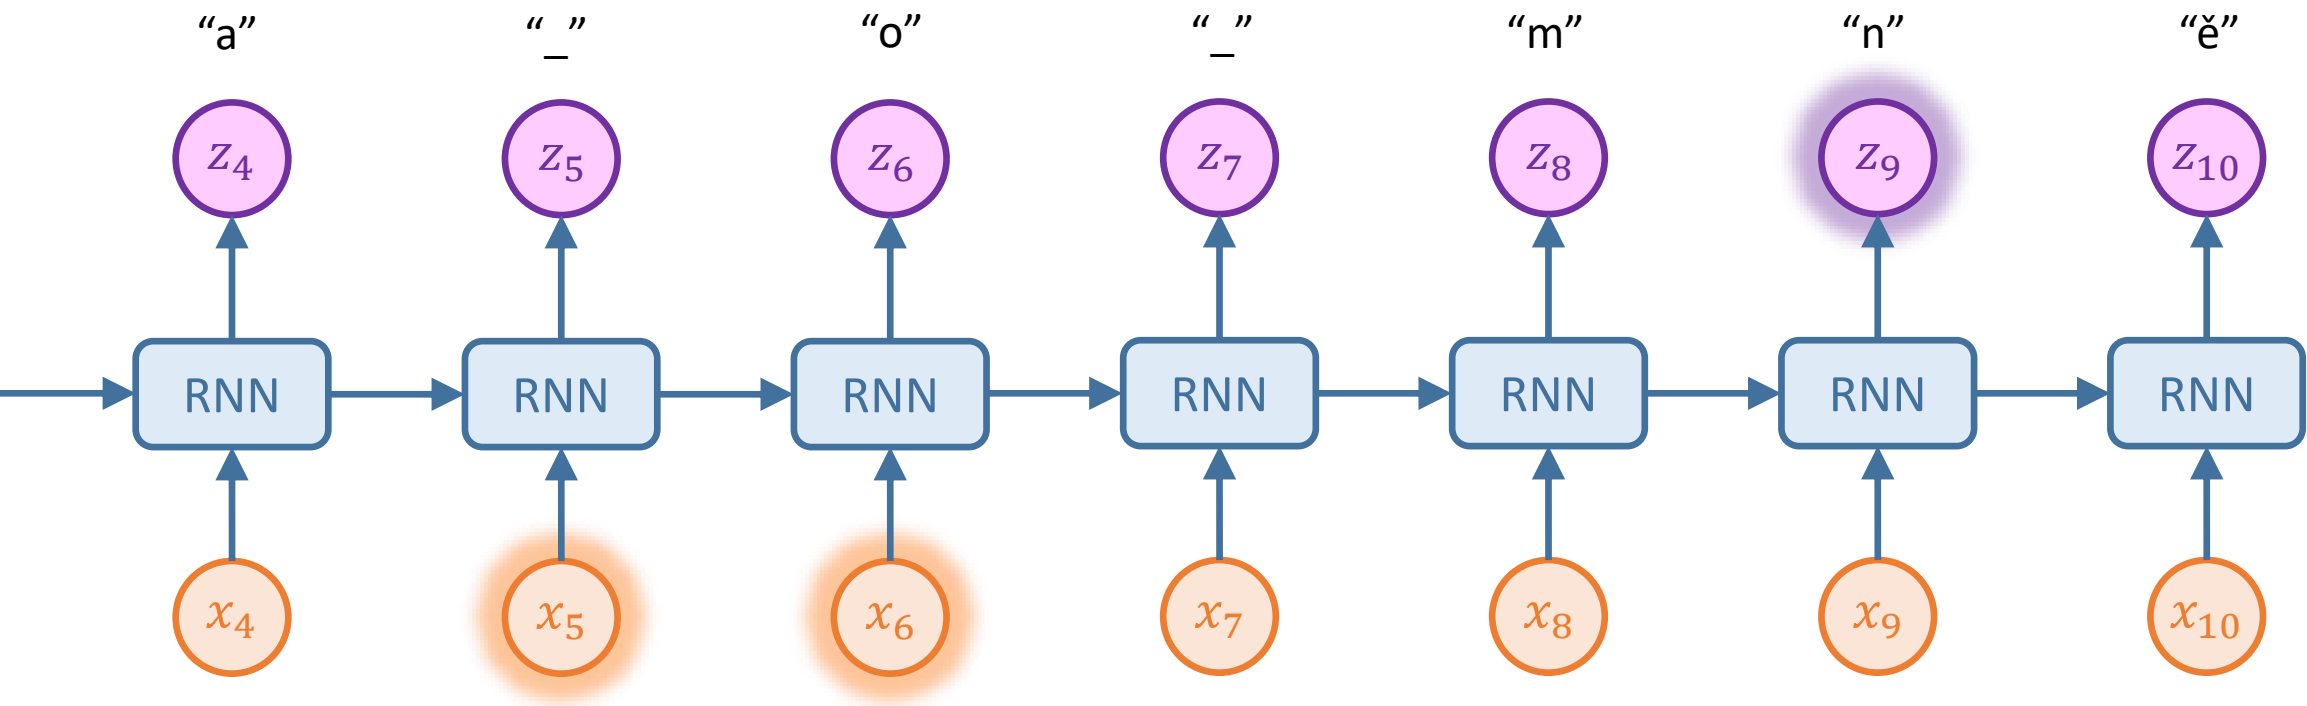 “a” “_” “o” “_” “m” “n” “ě”
z₄ z₅ z₆ z₇ z₈ z₉ z₁₀
RNN RNN RNN RNN RNN RNN RNN
x₄ x₅ x₆ x₇ x₈ x₉ x₁₀